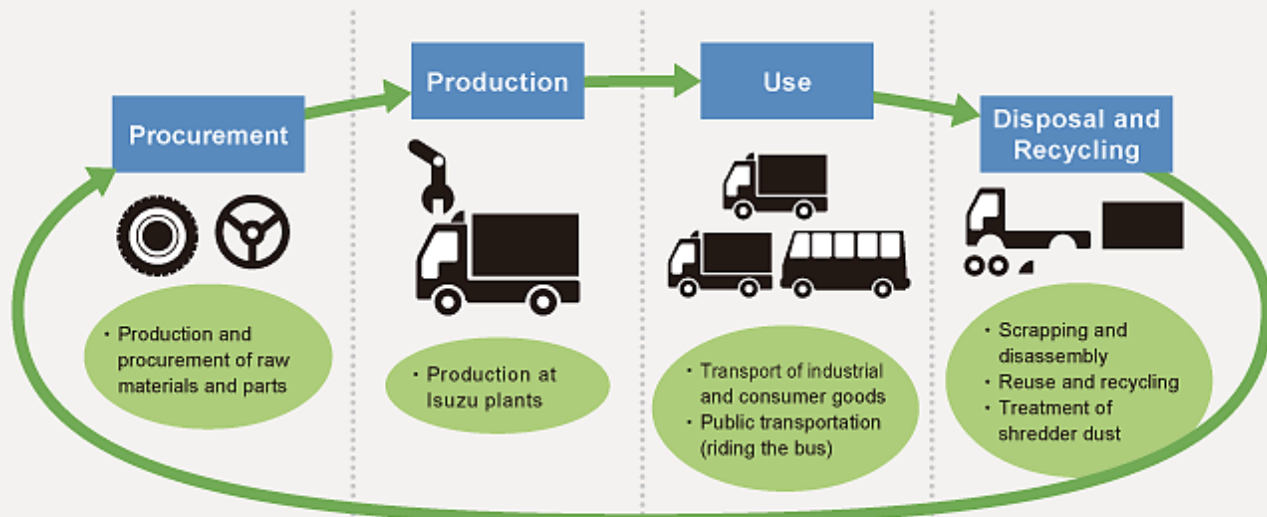 Procurement
Production
Use
Disposal and
Recycling
・Production and
procurement of raw
materials and parts
・Production at
Isuzu plants
・Transport of industrial
and consumer goods
・Public transportation
(riding the bus)
・Scrapping and
disassembly
・Reuse and recycling
・Treatment of
shredder dust